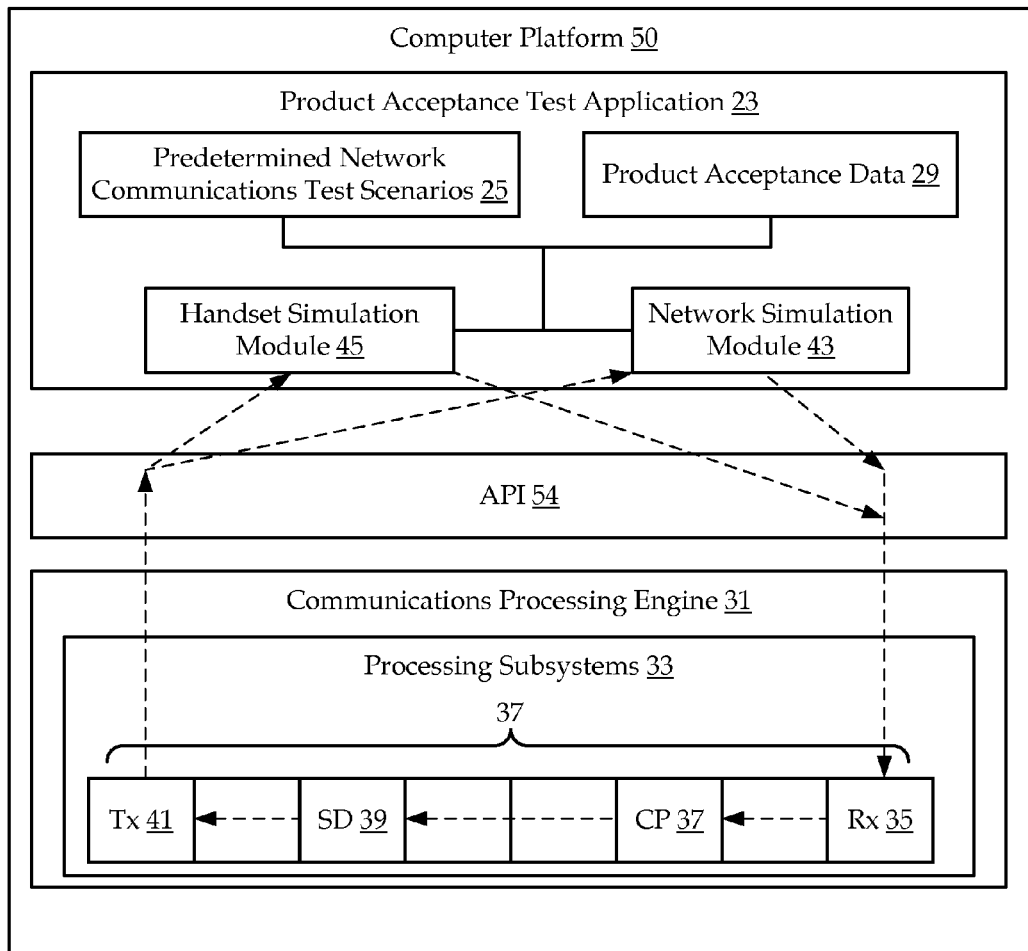 Computer Platform 50
Product Acceptance Test Application 23
Predetermined Network
Communications Test Scenarios 25
Product Acceptance Data 29
Handset Simulation
Module 45
Network Simulation
Module 43
API 54
Communications Processing Engine 31
Processing Subsystems 33
37
Tx 41
SD 39
CP 37
Rx 35